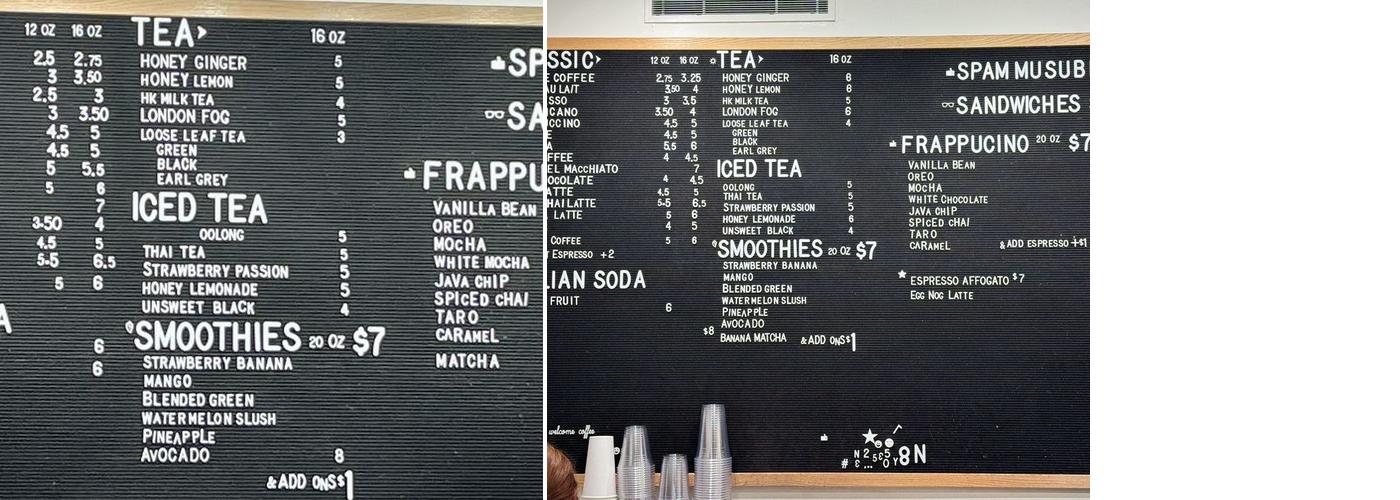 12 OZ 16 OZ
2.5 2.75
3 3.50
2.5 3
3 3.50
4.5 5
4.5 5
5 5.5
5 6
7
3.50 4
4.5 5
5.5 6.5
5 6
A
6
6
TEA> 16 OZ
HONEY GINGER 5
HONEY LEMON 5
HK MILK TEA 4
LONDON FOG 5
LOOSE LEAF TEA 3
GREEN
BLACK
EARL GREY
ICED TEA
OOLONG 5
THAI TEA 5
STRAWBERRY PASSION 5
HONEY LEMONADE 5
UNSWEET BLACK 4
SMOOTHIES 20 OZ $7
STRAWBERRY BANANA
MANGO
BLENDED GREEN
WATERMELON SLUSH
PINEAPPLE
AVOCADO 8
& ADD ONS $1
SP
SA
FRAPPU
VANILLA BEAN
OREO
MOCHA
WHITE MOCHA
JAVA CHIP
SPICED CHAI
TARO
CARAMEL
MATCHA
SSIC> 12 OZ 16 OZ
E COFFEE 2.75 3.25
AU LAIT 3.50 4
SSO 3 3.5
ICANO 3.50 4
UCCINO 4.5 5
E 4.5 5
A 5.5 6
FFEE 4 4.5
EL MACCHIATO 7
OCOLATE 4 4.5
ATTE 4.5 5
HAI LATTE 5.5 6.5
LATTE 5 6
4 5
COFFEE 5 6
T ESPRESSO +2
LIAN SODA
FRUIT 6
TEA> 16 OZ
HONEY GINGER 6
HONEY LEMON 6
HK MILK TEA 5
LONDON FOG 6
LOOSE LEAF TEA 4
GREEN
BLACK
EARL GREY
ICED TEA
OOLONG 5
THAI TEA 5
STRAWBERRY PASSION 5
HONEY LEMONADE 6
UNSWEET BLACK 4
SMOOTHIES 20 OZ $7
STRAWBERRY BANANA
MANGO
BLENDED GREEN
WATERMELON SLUSH
PINEAPPLE
AVOCADO
$8 BANANA MATCHA & ADD ONS $1
SPAM MUSUB
SANDWICHES
FRAPPUCINO 20 OZ $7
VANILLA BEAN
OREO
MOCHA
WHITE CHOCOLATE
JAVA CHIP
SPICED CHAI
TARO
CARAMEL & ADD ESPRESSO +$1
ESPRESSO AFFOGATO $7
EGG NOG LATTE
welcome coffee